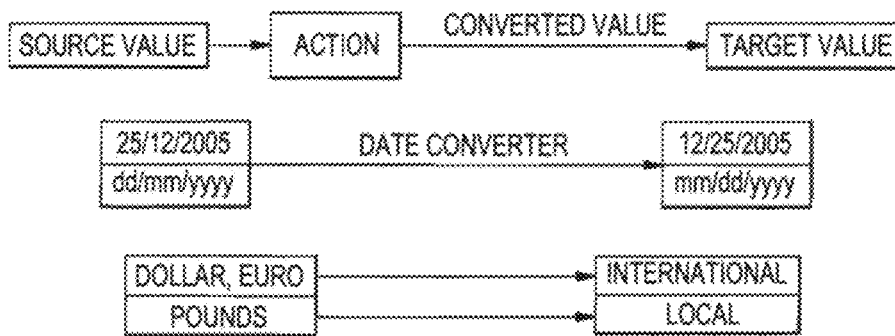 CONVERTED VALUE
SOURCE VALUE ACTION TARGET VALUE
25/12/2005 DATE CONVERTER 12/25/2005
dd/mm/yyyy mm/dd/yyyy
DOLLAR, EURO INTERNATIONAL
POUNDS LOCAL